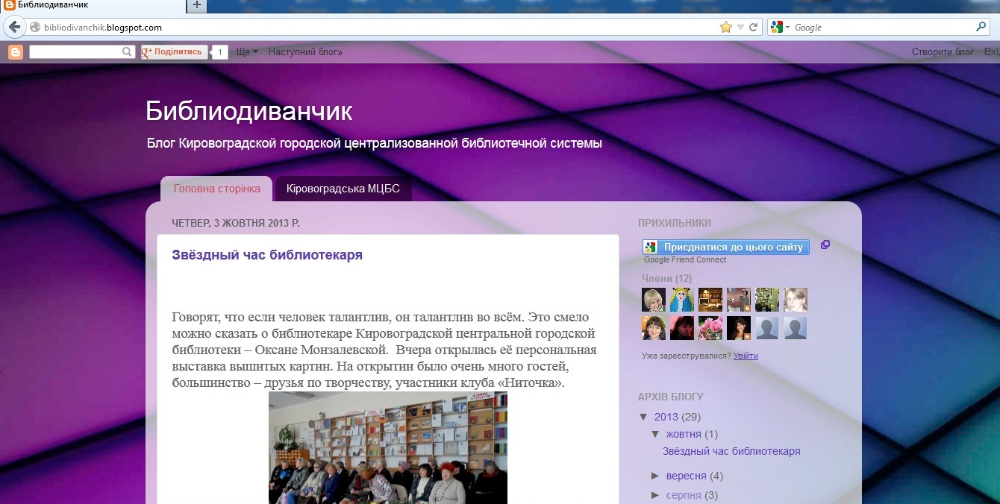 Библиодиванчик
bibliodivanchik.blogspot.com
Google
Поділитись
1
Ще
Наступний блог»
Створити блог
Библиодиванчик
Блог Кировоградской городской централизованной библиотечной системы
Головна сторінка
Кіровоградська МЦБС
ЧЕТВЕР, 3 ЖОВТНЯ 2013 Р.
Звёздный час библиотекаря
Говорят, что если человек талантлив, он талантлив во всём. Это смело
можно сказать о библиотекаре Кировоградской центральной городской
библиотеки – Оксане Монзалевской. Вчера открылась её персональная
выставка вышитых картин. На открытии было очень много гостей,
большинство – друзья по творчеству, участники клуба «Ниточка».
ПРИХИЛЬНИКИ
Приєднатися до цього сайту
Google Friend Connect
Члени (12)
Уже зареєструвалися? Увійти
АРХІВ БЛОГУ
▼ 2013 (29)
▼ жовтня (1)
Звёздный час библиотекаря
► вересня (4)
► серпня (3)